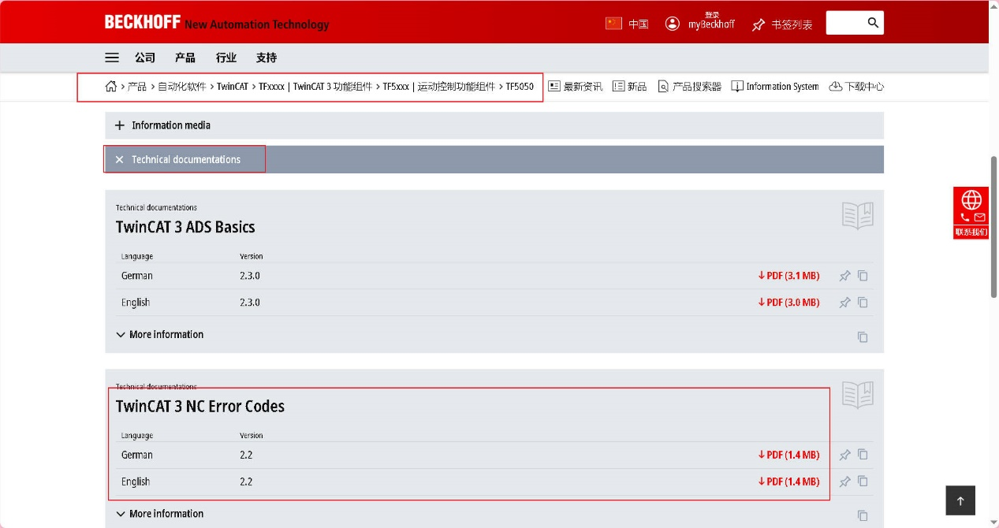 BECKHOFF New Automation Technology
中国
登录
myBeckhoff
书签列表
公司 产品 行业 支持
产品 > 自动化软件 > TwinCAT > TFxxxx | TwinCAT 3 功能组件 > TF5xxx | 运动控制功能组件 > TF5050
最新资讯 新品 产品搜索器 Information System 下载中心
Information media
Technical documentations
Technical documentations
TwinCAT 3 ADS Basics
Language Version
German 2.3.0 PDF (3.1 MB)
English 2.3.0 PDF (3.0 MB)
More information
联系我们
Technical documentations
TwinCAT 3 NC Error Codes
Language Version
German 2.2 PDF (1.4 MB)
English 2.2 PDF (1.4 MB)
More information